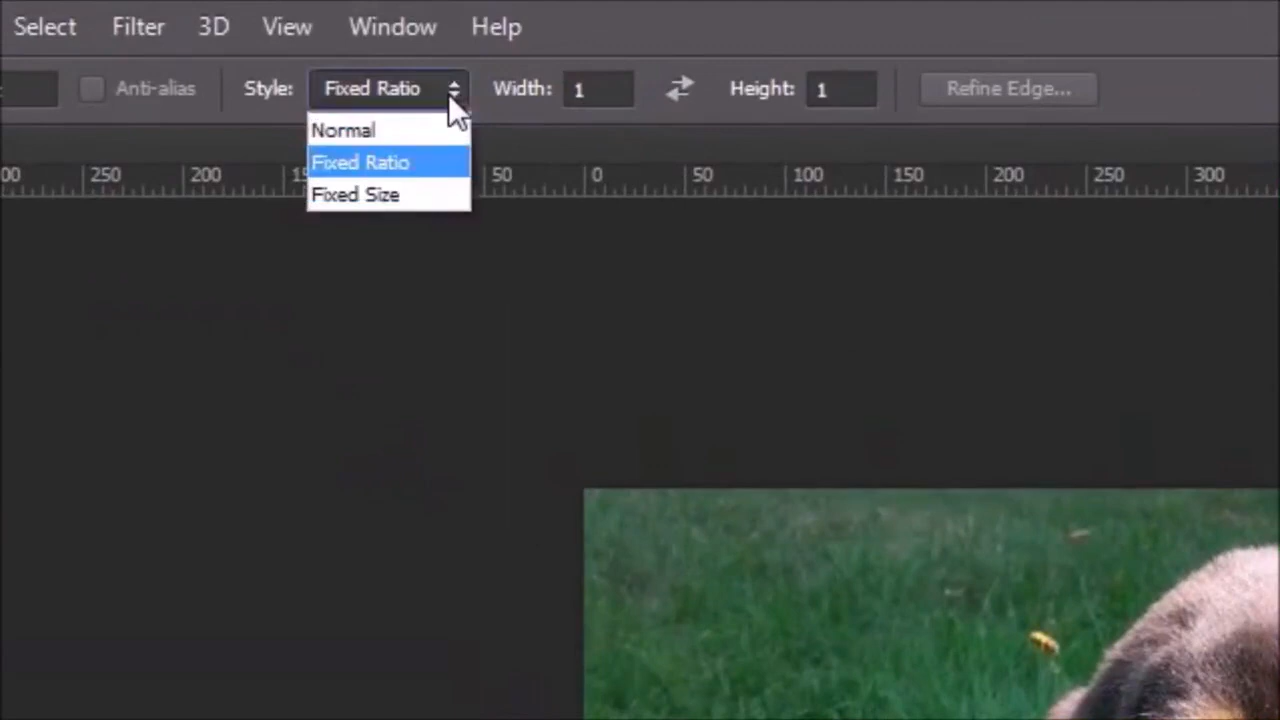 Select Filter 3D View Window Help
Anti-alias Style: Fixed Ratio Width: 1 Height: 1 Refine Edge...
Normal
Fixed Ratio
Fixed Size
250 200 50 0 50 100 150 200 250 300